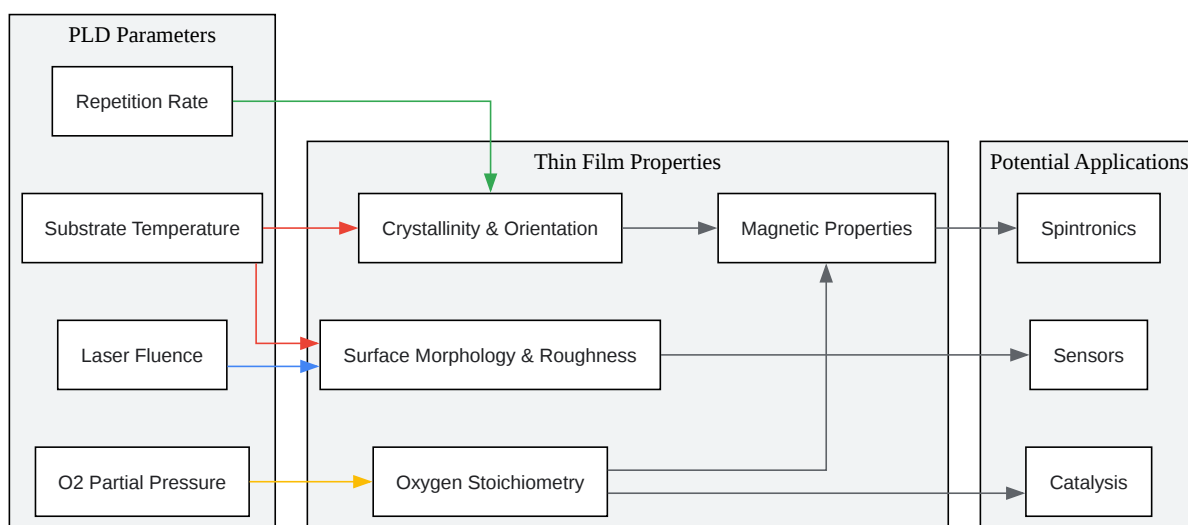 PLD Parameters
Repetition Rate
Substrate Temperature
Laser Fluence
O2 Partial Pressure
Thin Film Properties
Crystallinity & Orientation
Magnetic Properties
Surface Morphology & Roughness
Oxygen Stoichiometry
Potential Applications
Spintronics
Sensors
Catalysis